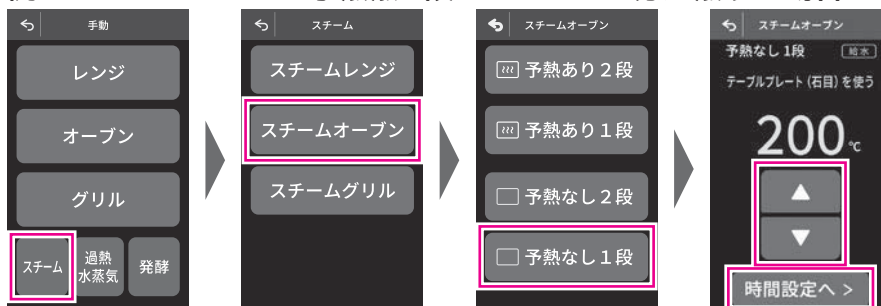 手動
レンジ
オーブン
グリル
スチーム
過熱
水蒸気
発酵
スチーム
スチームレンジ
スチームオーブン
スチームグリル
スチームオーブン
予熱あり2段
予熱あり1段
予熱なし2段
予熱なし1段
スチームオーブン
予熱なし 1段 給水
テーブルプレート(石目)を使う
200℃
▲
▼
時間設定へ >